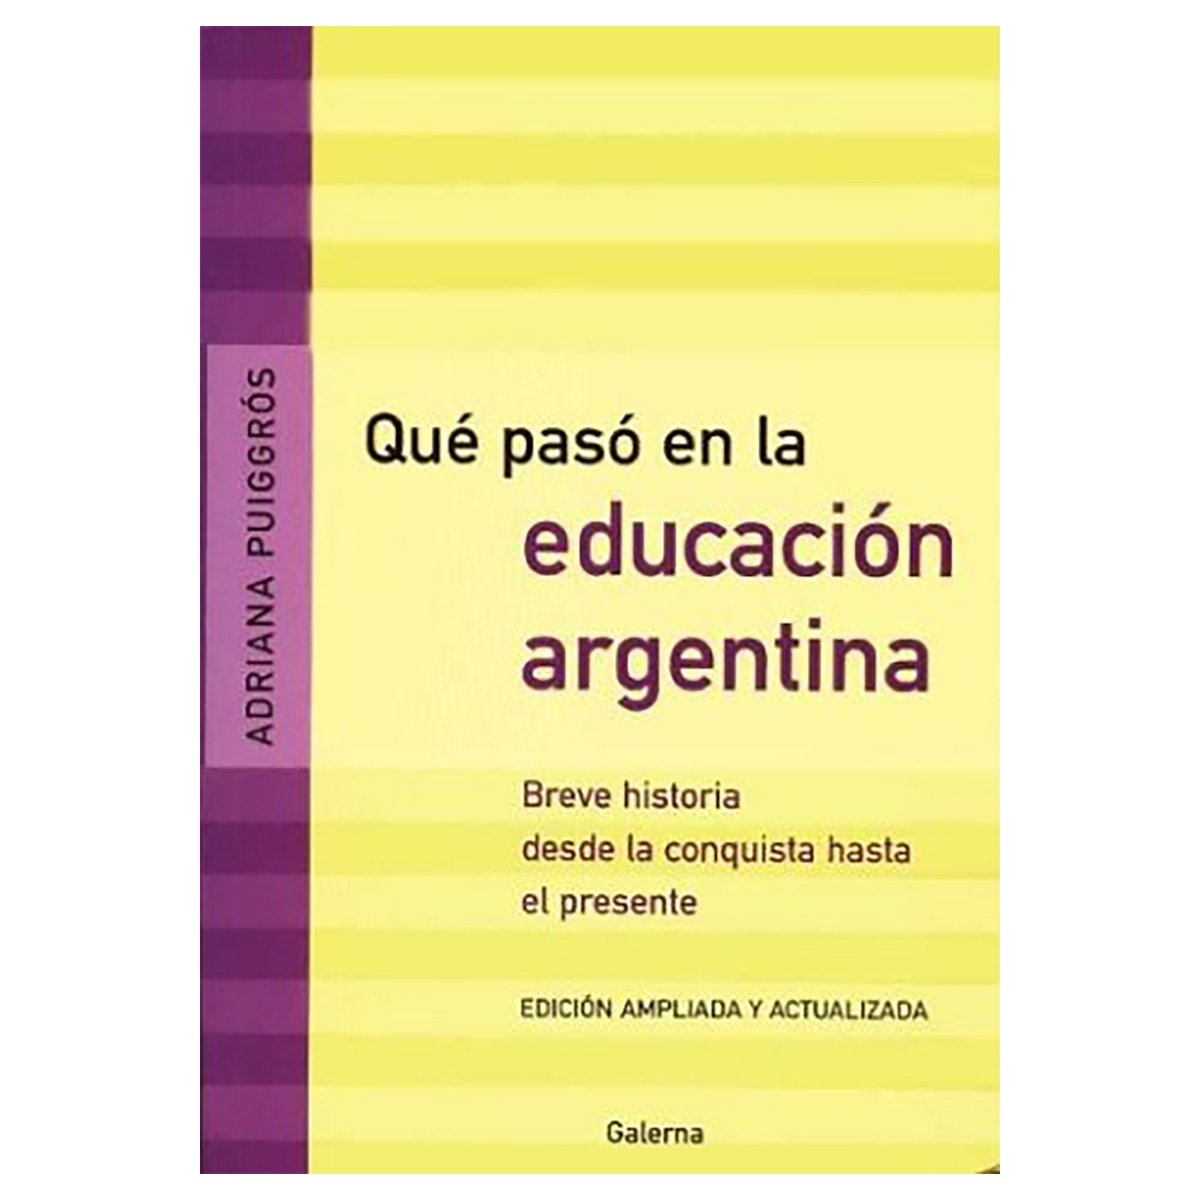 ADRIANA PUIGGRÓS
Qué pasó en la
educación
argentina
Breve historia
desde la conquista hasta
el presente
EDICIÓN AMPLIADA Y ACTUALIZADA
Galerna